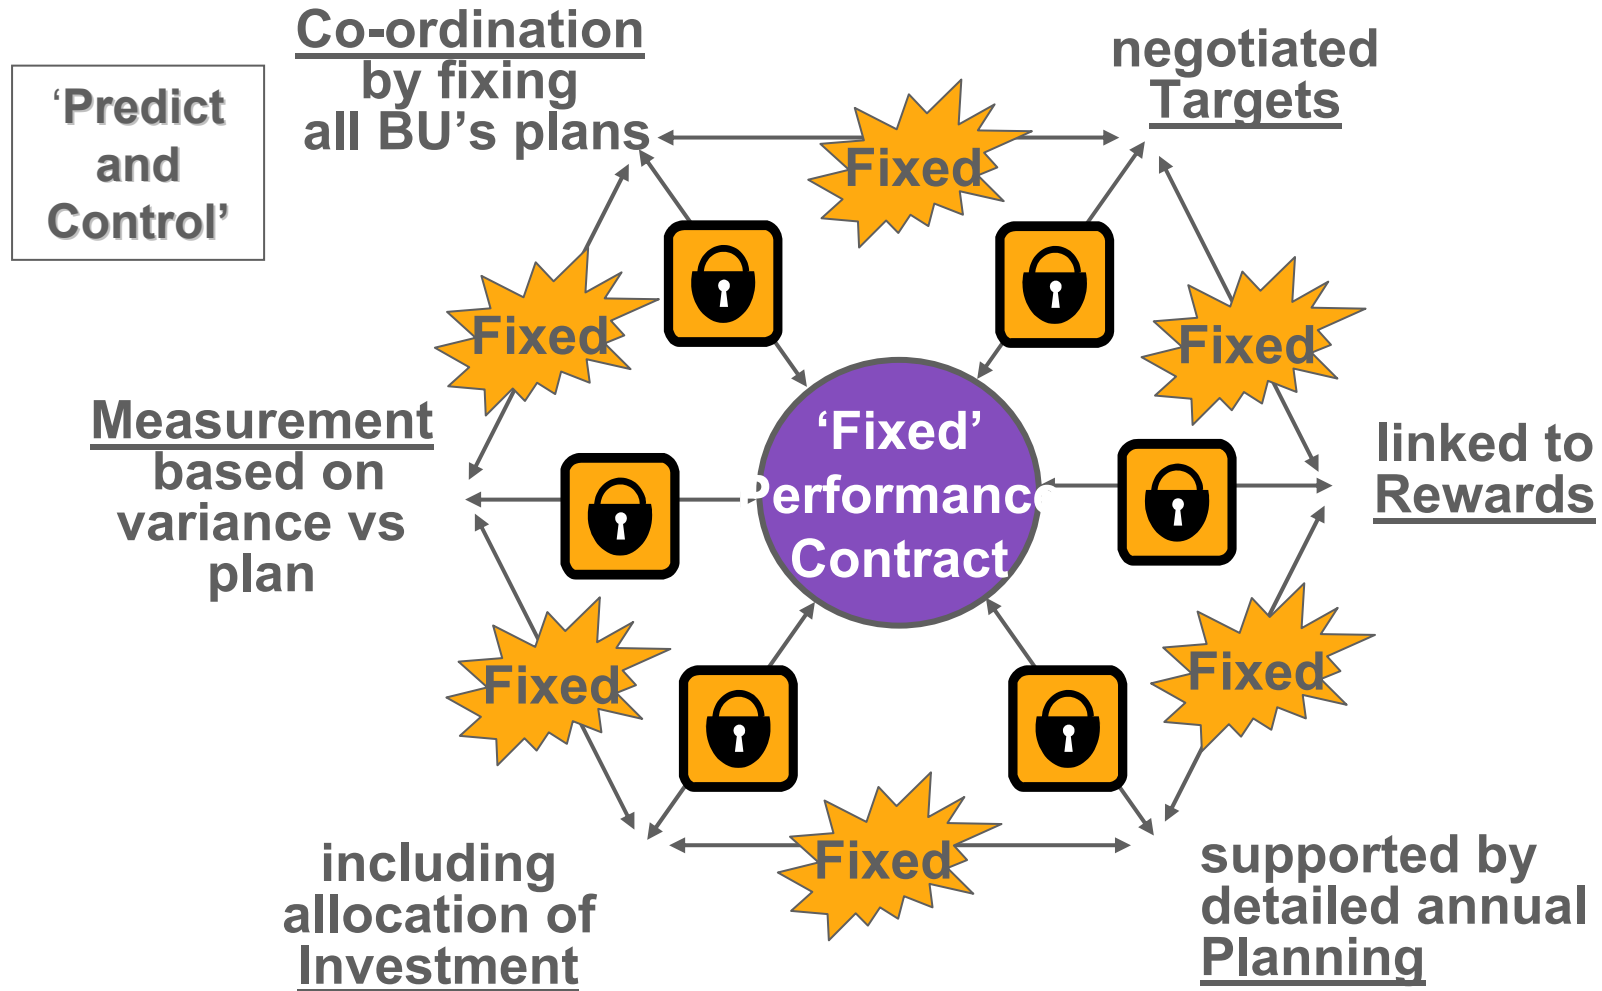 ‘Predict
and
Control’
Co-ordination
by fixing
all BU’s plans
negotiated
Targets
Fixed
Fixed
Fixed
Measurement
based on
variance vs
plan
‘Fixed’
Performance
Contract
linked to
Rewards
Fixed
Fixed
Fixed
including
allocation of
Investment
supported by
detailed annual
Planning